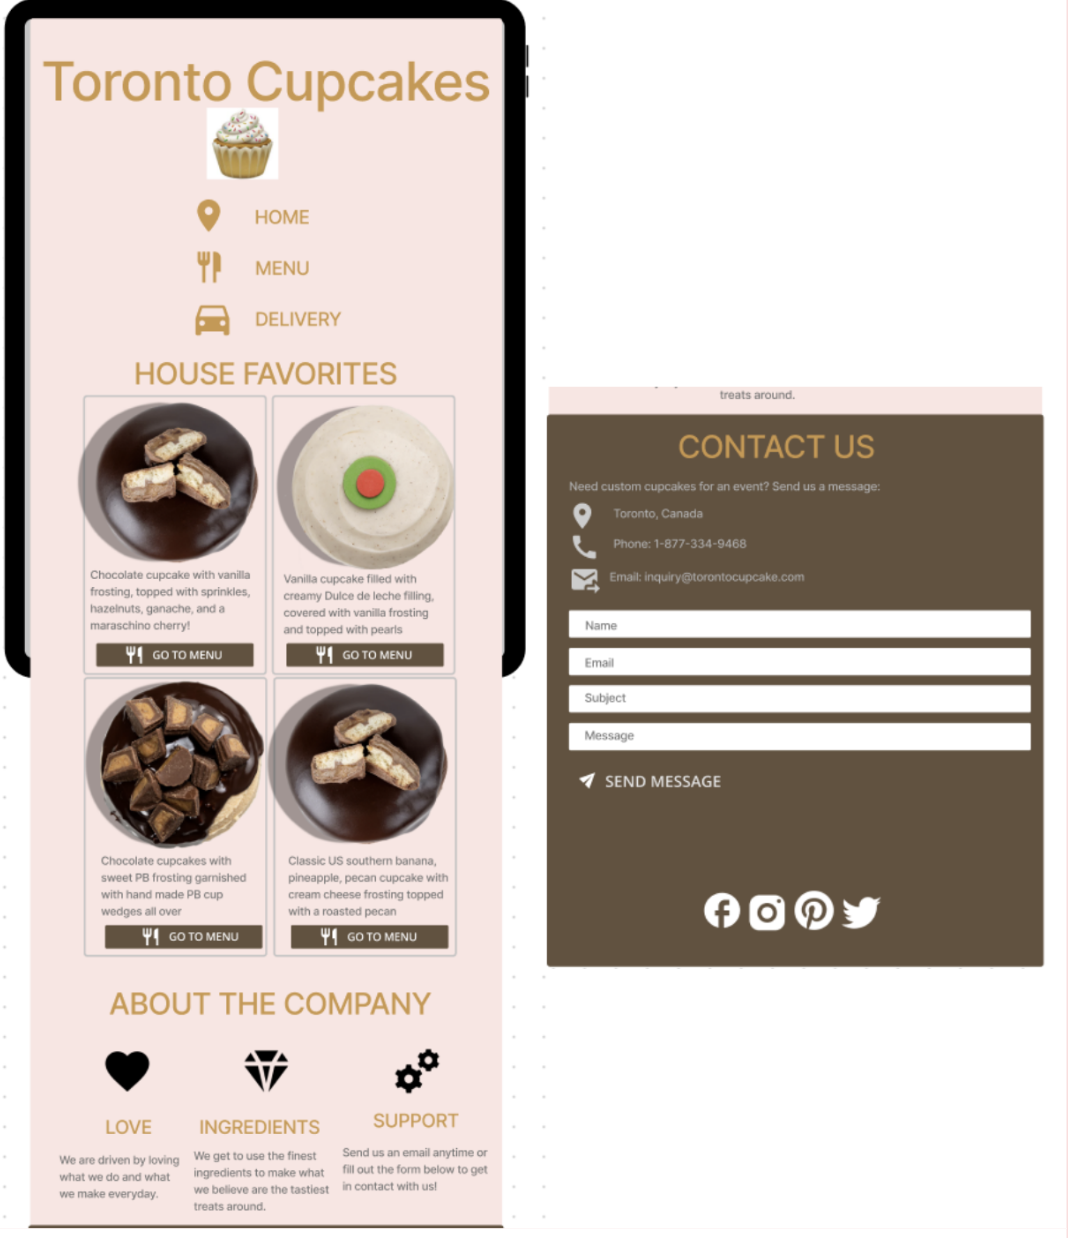 Toronto Cupcakes
HOME
MENU
DELIVERY
HOUSE FAVORITES
Chocolate cupcake with vanilla
frosting, topped with sprinkles,
hazelnuts, ganache, and a
maraschino cherry!
GO TO MENU
Vanilla cupcake filled with
creamy Dulce de leche filling,
covered with vanilla frosting
and topped with pearls
GO TO MENU
Chocolate cupcakes with
sweet PB frosting garnished
with hand made PB cup
wedges all over
GO TO MENU
Classic US southern banana,
pineapple, pecan cupcake with
cream cheese frosting topped
with a roasted pecan
GO TO MENU
ABOUT THE COMPANY
LOVE
We are driven by loving
what we do and what
we make everyday.
INGREDIENTS
We get to use the finest
ingredients to make what
we believe are the tastiest
treats around.
SUPPORT
Send us an email anytime or
fill out the form below to get
in contact with us!
treats around.
CONTACT US
Need custom cupcakes for an event? Send us a message:
Toronto, Canada
Phone: 1-877-334-9468
Email: inquiry@torontocupcake.com
Name
Email
Subject
Message
SEND MESSAGE